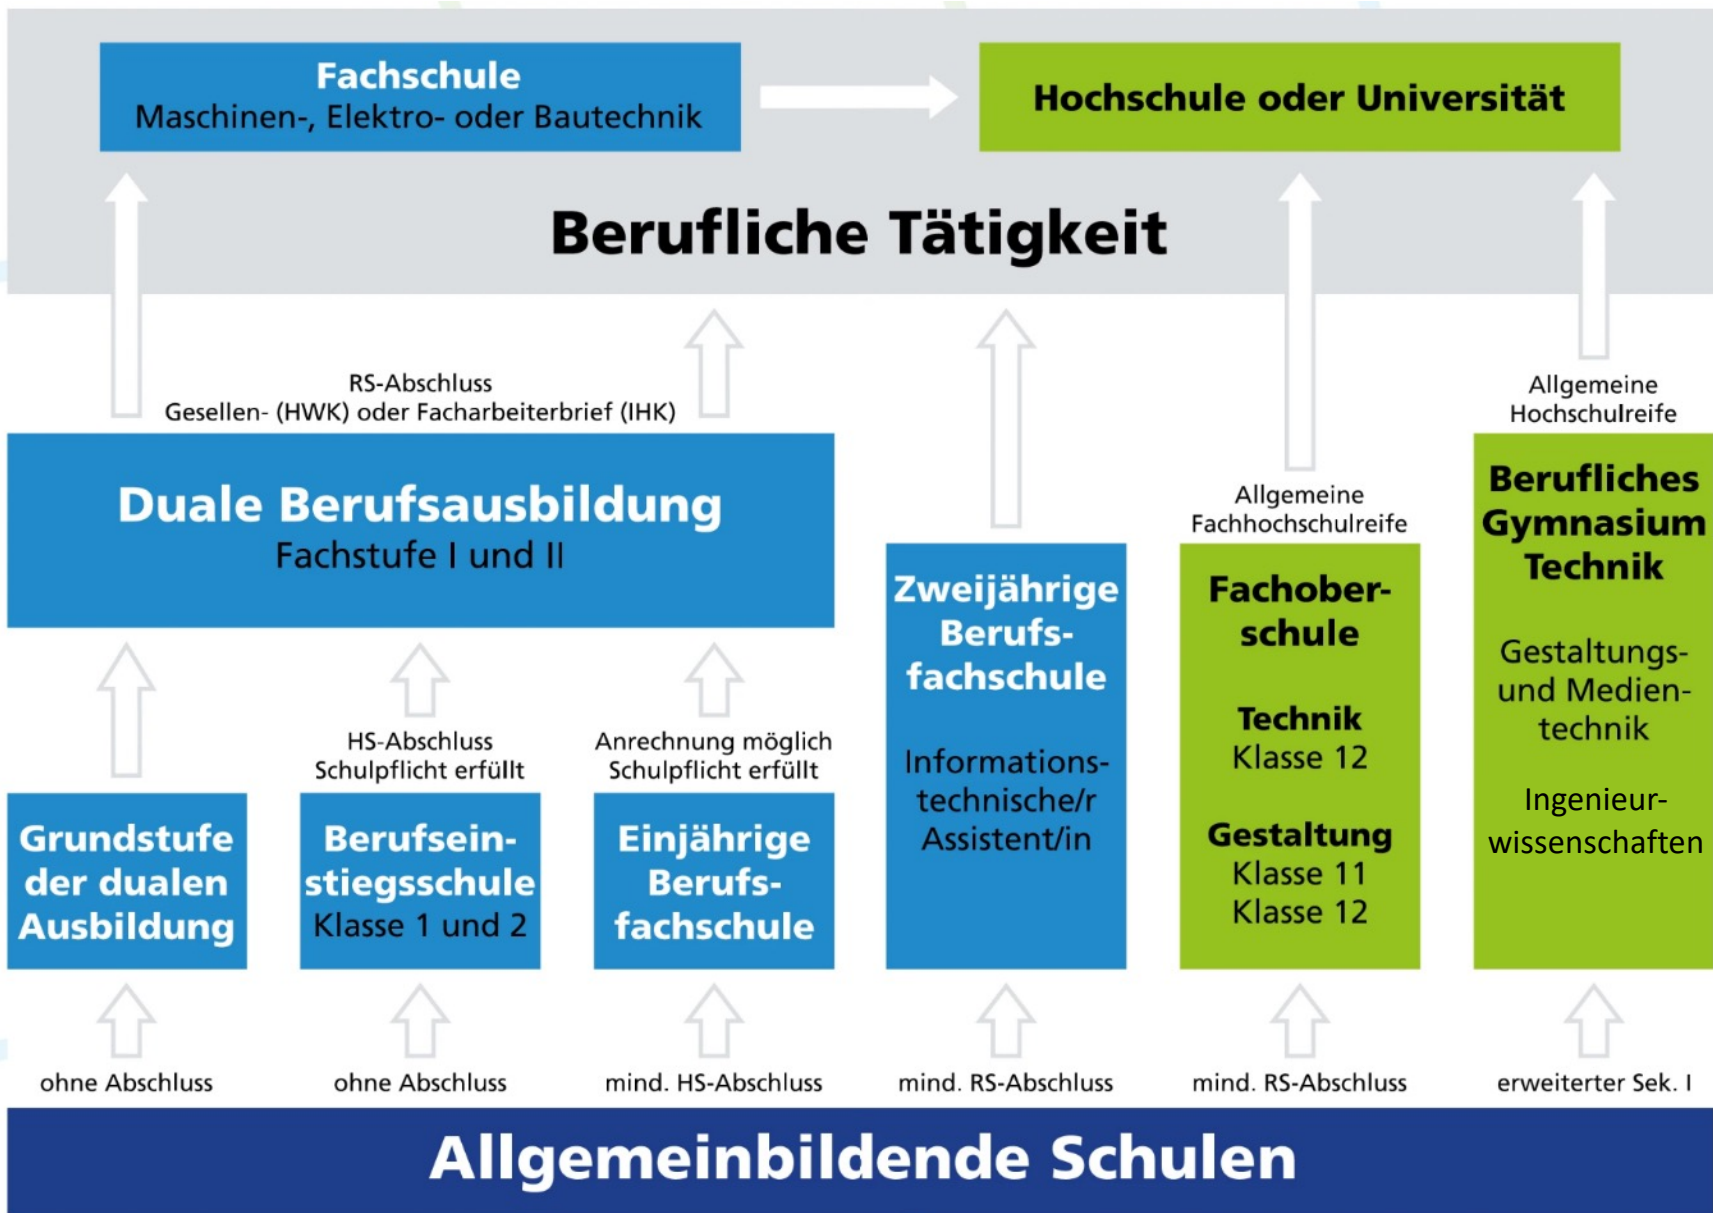 Fachschule
Maschinen-, Elektro- oder Bautechnik
Hochschule oder Universität
Berufliche Tätigkeit
RS-Abschluss
Gesellen- (HWK) oder Facharbeiterbrief (IHK)
Duale Berufsausbildung
Fachstufe I und II
HS-Abschluss
Schulpflicht erfüllt
Anrechnung möglich
Schulpflicht erfüllt
Grundstufe
der dualen
Ausbildung
Berufsein-
stiegsschule
Klasse 1 und 2
Einjährige
Berufs-
fachschule
Zweijährige
Berufs-
fachschule
Informations-
technische/r
Assistent/in
Allgemeine
Fachhochschulreife
Fachober-
schule
Technik
Klasse 12
Gestaltung
Klasse 11
Klasse 12
Allgemeine
Hochschulreife
Berufliches
Gymnasium
Technik
Gestaltungs-
und Medien-
technik
Ingenieur-
wissenschaften
ohne Abschluss
ohne Abschluss
mind. HS-Abschluss
mind. RS-Abschluss
mind. RS-Abschluss
erweiterter Sek. I
Allgemeinbildende Schulen